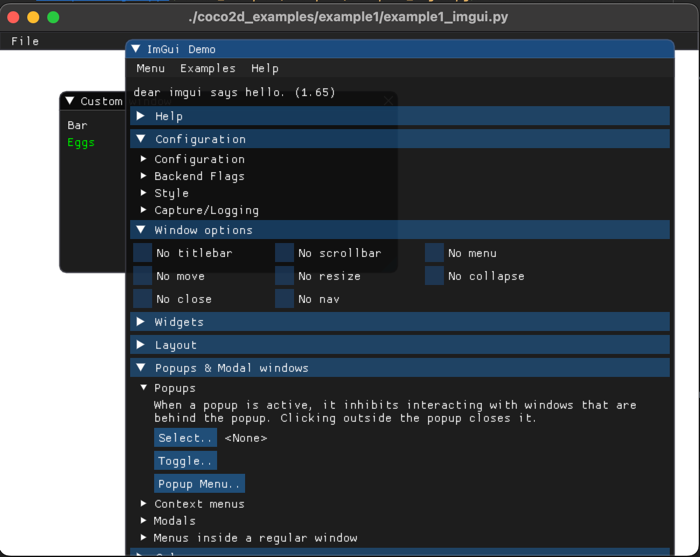 ./coco2d_examples/example1/example1_imgui.py
File
ImGui Demo
Menu Examples Help
dear imgui says hello. (1.65)
Custom
Bar
Eggs
Help
Configuration
Configuration
Backend Flags
Style
Capture/Logging
Window options
No titlebar No scrollbar No menu
No move No resize No collapse
No close No nav
Widgets
Layout
Popups & Modal windows
Popups
When a popup is active, it inhibits interacting with windows that are
behind the popup. Clicking outside the popup closes it.
Select.. <None>
Toggle..
Popup Menu..
Context menus
Modals
Menus inside a regular window